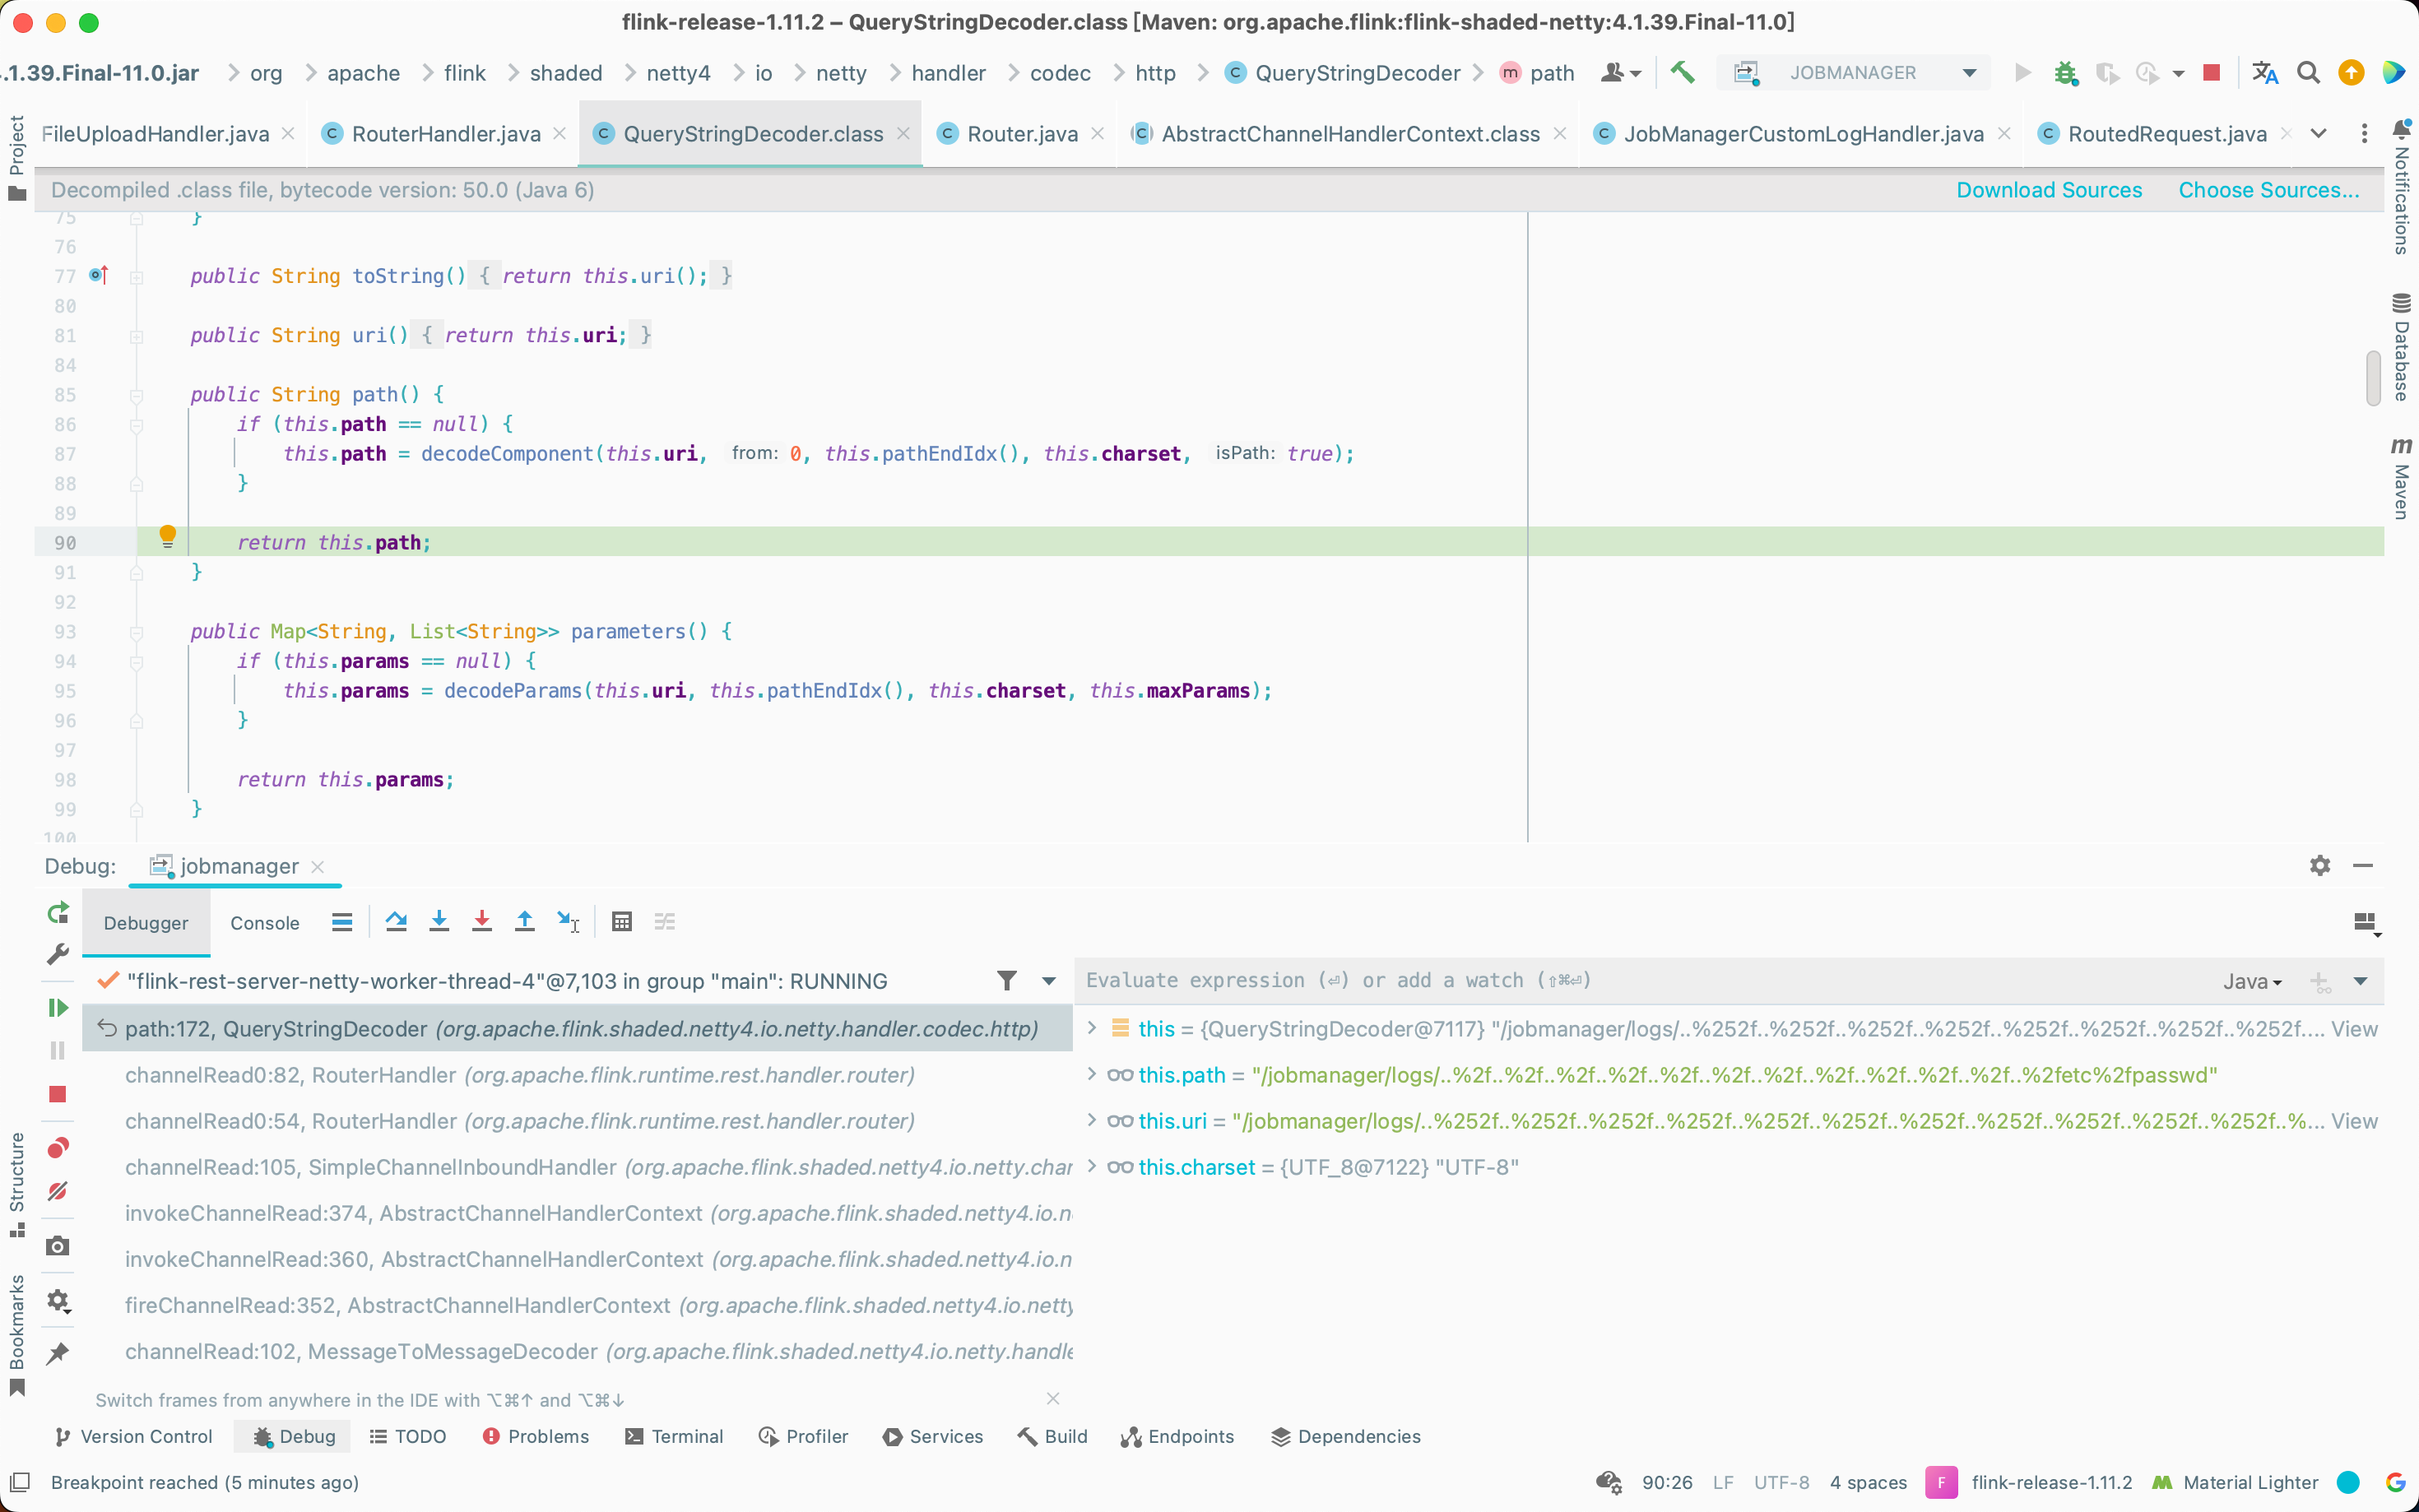 flink-release-1.11.2 – QueryStringDecoder.class [Maven: org.apache.flink:flink-shaded-netty:4.1.39.Final-11.0]
.1.39.Final-11.0.jar org apache flink shaded netty4 io netty handler codec http C QueryStringDecoder m path JOBMANAGER
FileUploadHandler.java C RouterHandler.java C QueryStringDecoder.class C Router.java C AbstractChannelHandlerContext.class C JobManagerCustomLogHandler.java C RoutedRequest.java
Project
Notifications
Decompiled .class file, bytecode version: 50.0 (Java 6) Download Sources Choose Sources...
75 }
76
77 public String toString() { return this.uri(); }
80
81 public String uri() { return this.uri; }
84
85 public String path() {
86 if (this.path == null) {
87 this.path = decodeComponent(this.uri, from: 0, this.pathEndIdx(), this.charset, isPath: true);
88 }
89
90 return this.path;
91 }
92
93 public Map<String, List<String>> parameters() {
94 if (this.params == null) {
95 this.params = decodeParams(this.uri, this.pathEndIdx(), this.charset, this.maxParams);
96 }
97
98 return this.params;
99 }
100
Database
m Maven
Debug: jobmanager
Debugger Console
"flink-rest-server-netty-worker-thread-4"@7,103 in group "main": RUNNING
Evaluate expression (⏎) or add a watch (⇧⌘⏎) Java
path:172, QueryStringDecoder (org.apache.flink.shaded.netty4.io.netty.handler.codec.http)
channelRead0:82, RouterHandler (org.apache.flink.runtime.rest.handler.router)
channelRead0:54, RouterHandler (org.apache.flink.runtime.rest.handler.router)
channelRead:105, SimpleChannelInboundHandler (org.apache.flink.shaded.netty4.io.netty.char
invokeChannelRead:374, AbstractChannelHandlerContext (org.apache.flink.shaded.netty4.io.n
invokeChannelRead:360, AbstractChannelHandlerContext (org.apache.flink.shaded.netty4.io.n
fireChannelRead:352, AbstractChannelHandlerContext (org.apache.flink.shaded.netty4.io.netty
channelRead:102, MessageToMessageDecoder (org.apache.flink.shaded.netty4.io.netty.handle
this = {QueryStringDecoder@7117} "/jobmanager/logs/..%252f..%252f..%252f..%252f..%252f..%252f..%252f..%252f.... View
this.path = "/jobmanager/logs/..%2f..%2f..%2f..%2f..%2f..%2f..%2f..%2f..%2f..%2f..%2f..%2fetc%2fpasswd"
this.uri = "/jobmanager/logs/..%252f..%252f..%252f..%252f..%252f..%252f..%252f..%252f..%252f..%252f..%... View
this.charset = {UTF_8@7122} "UTF-8"
Structure
Bookmarks
Switch frames from anywhere in the IDE with ⌥⌘↑ and ⌥⌘↓
Version Control Debug TODO Problems Terminal Profiler Services Build Endpoints Dependencies
Breakpoint reached (5 minutes ago) 90:26 LF UTF-8 4 spaces F flink-release-1.11.2 Material Lighter